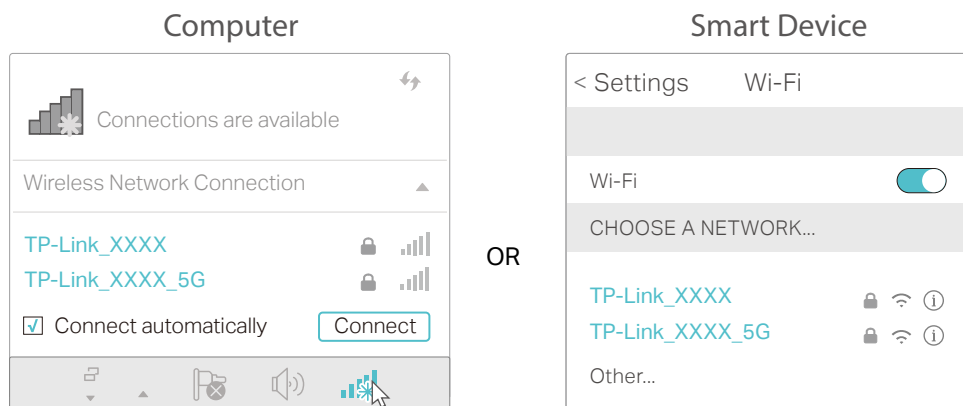 Computer
Connections are available
Wireless Network Connection
TP-Link_XXXX
TP-Link_XXXX_5G
Connect automatically
Connect
OR
Smart Device
< Settings Wi-Fi
Wi-Fi
CHOOSE A NETWORK...
TP-Link_XXXX
TP-Link_XXXX_5G
Other...